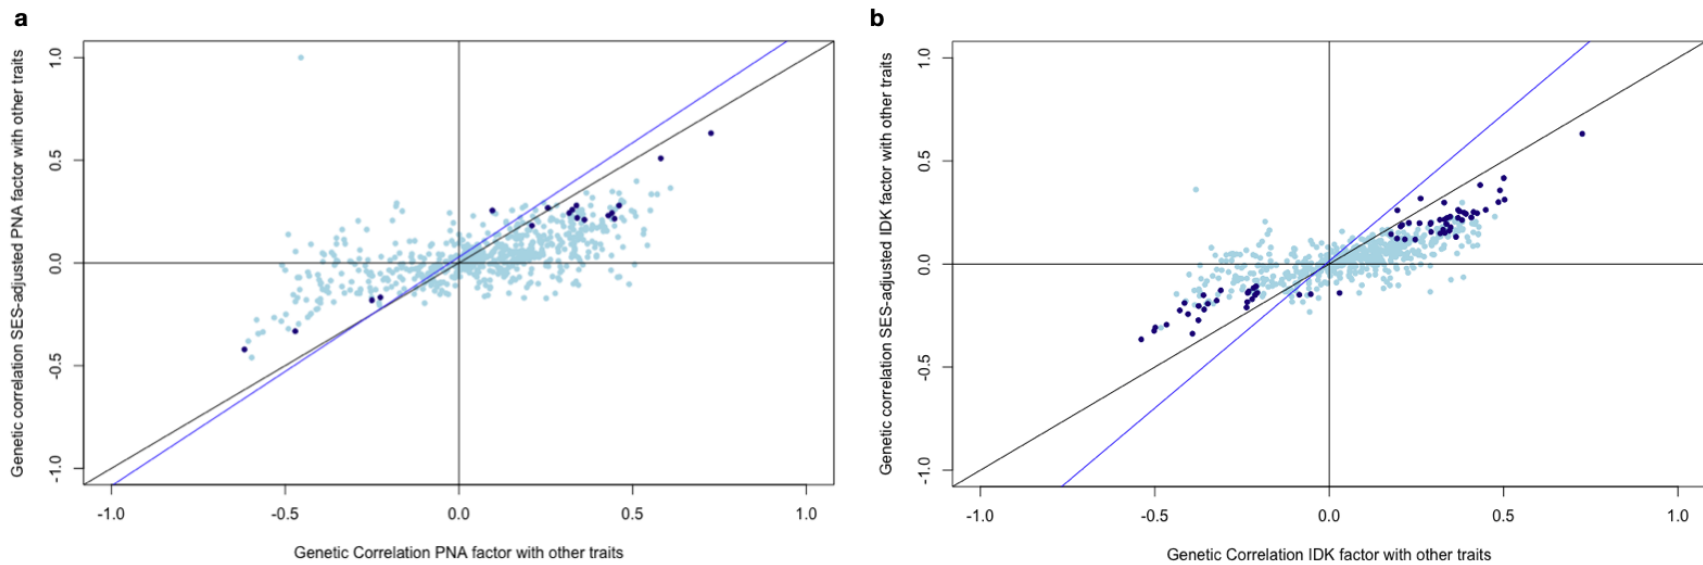 a
Genetic correlation SES-adjusted PNA factor with other traits
1.0
0.5
0.0
-0.5
-1.0
-1.0 -0.5 0.0 0.5 1.0
Genetic Correlation PNA factor with other traits
b
Genetic correlation SES-adjusted IDK factor with other traits
1.0
0.5
0.0
-0.5
-1.0
-1.0 -0.5 0.0 0.5 1.0
Genetic Correlation IDK factor with other traits